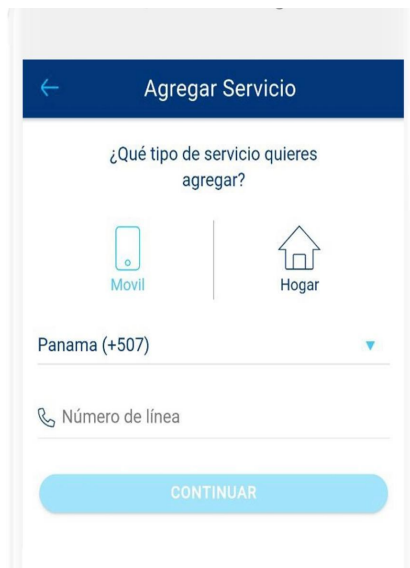 Agregar Servicio
¿Qué tipo de servicio quieres
agregar?
Movil
Hogar
Panama (+507)
Número de línea
CONTINUAR